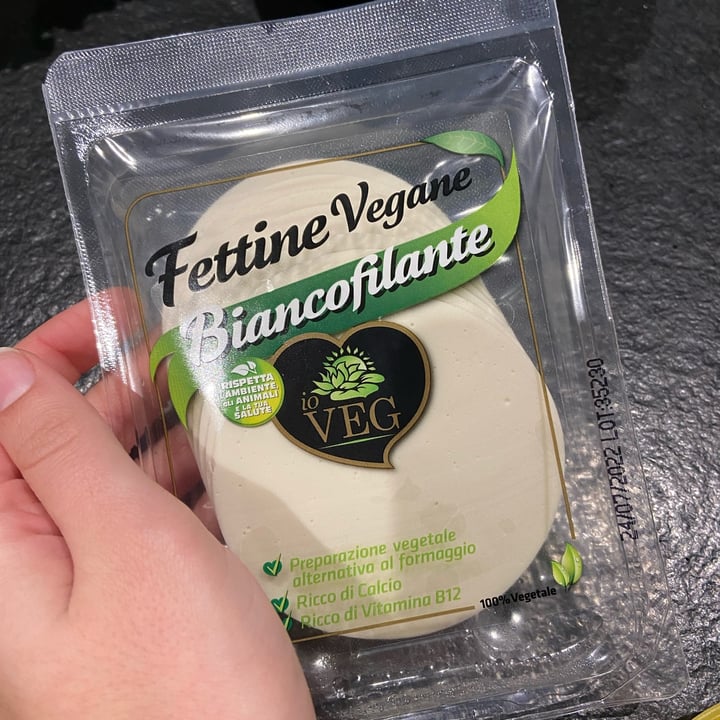 Fettine Vegane
Biancofilante
RISPETTA
L'AMBIENTE
GLI ANIMALI
E LA TUA
SALUTE
io
VEG
Preparazione vegetale
alternativa al formaggio
Ricco di Calcio
Ricco di Vitamina B12
100% Vegetale
24/07/2022 LOT:35230